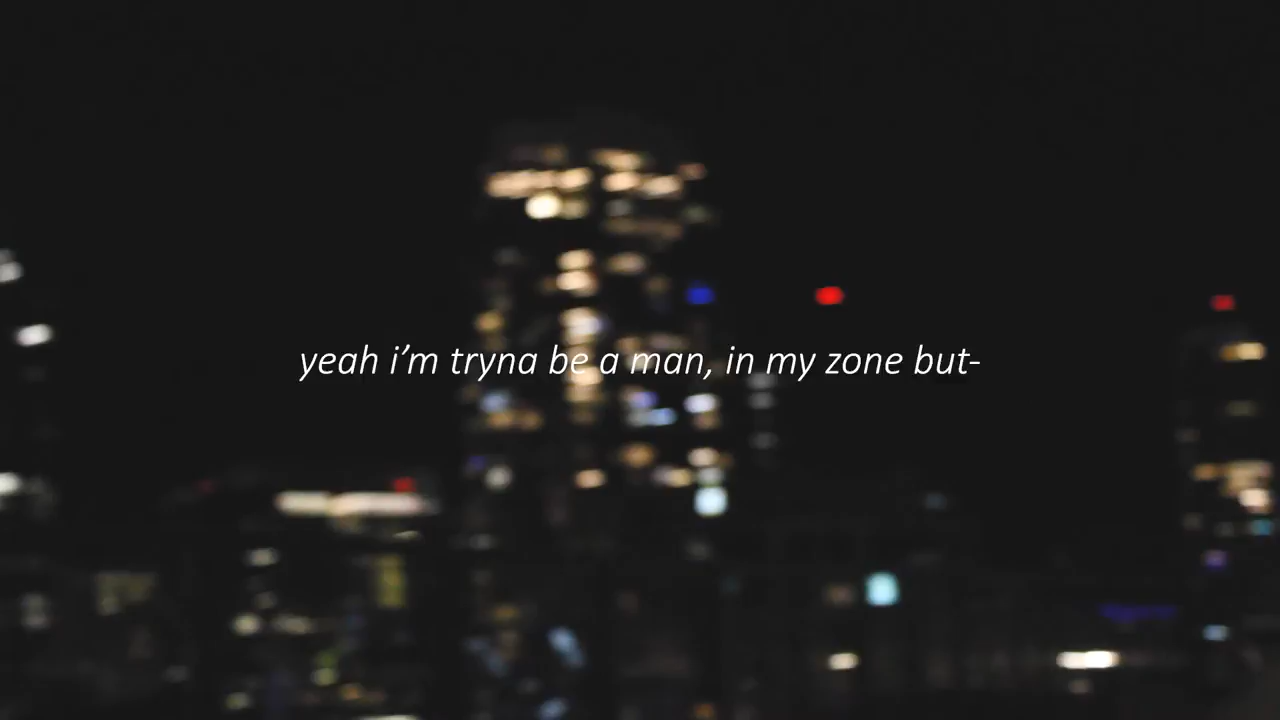 yeah i’m tryna be a man, in my zone but-